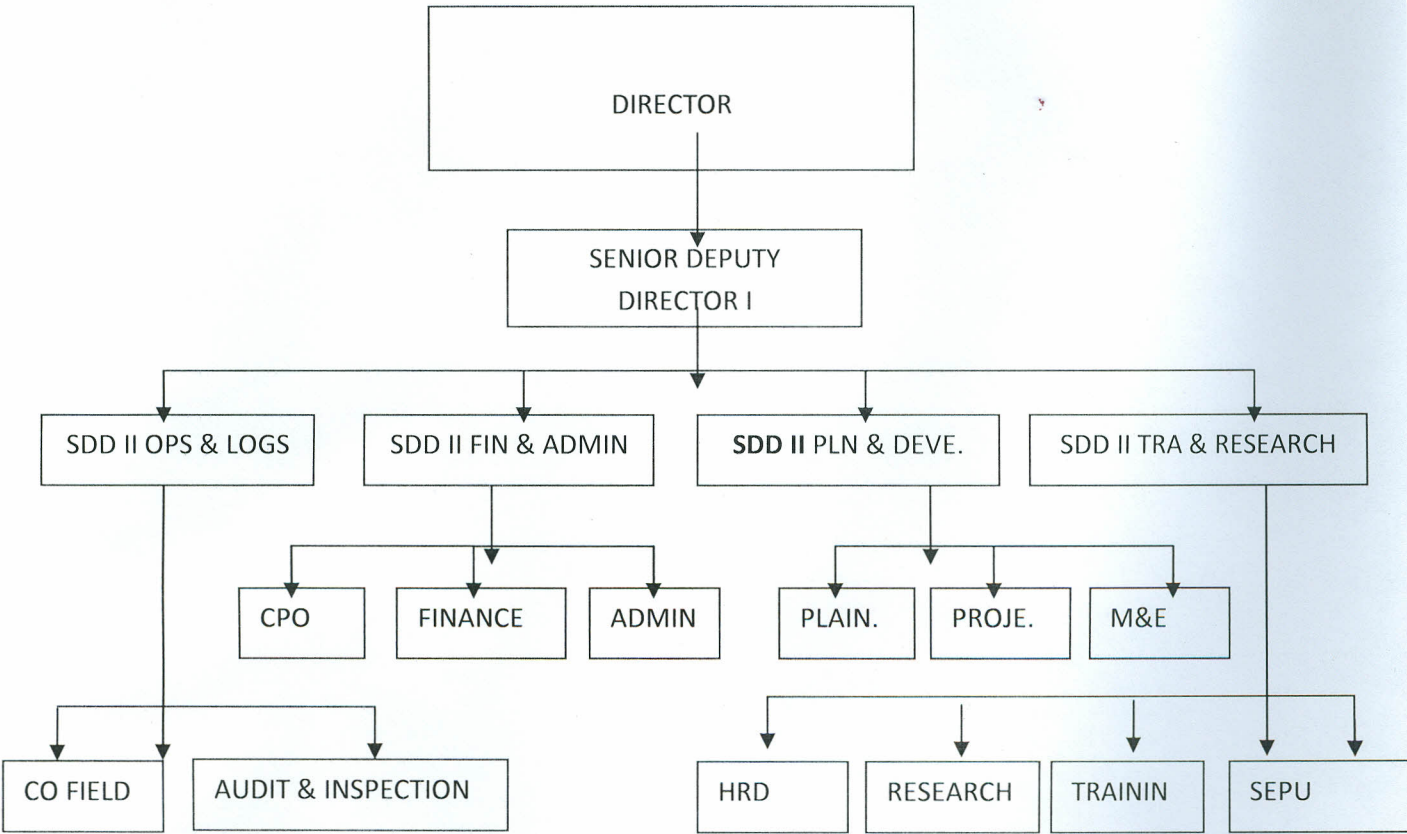 DIRECTOR
SENIOR DEPUTY
DIRECTOR I
SDD II OPS & LOGS
SDD II FIN & ADMIN
SDD II PLN & DEVE.
SDD II TRA & RESEARCH
CPO
FINANCE
ADMIN
PLAIN.
PROJE.
M&E
CO FIELD
AUDIT & INSPECTION
HRD
RESEARCH
TRAININ
SEPU